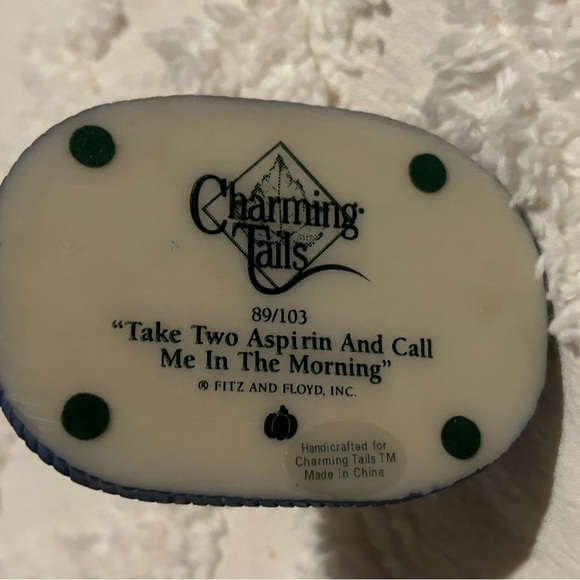 Charming
Tails
89/103
“Take Two Aspirin And Call
Me In The Morning”
® FITZ AND FLOYD, INC.
Handicrafted for
Charming Tails TM
Made in China